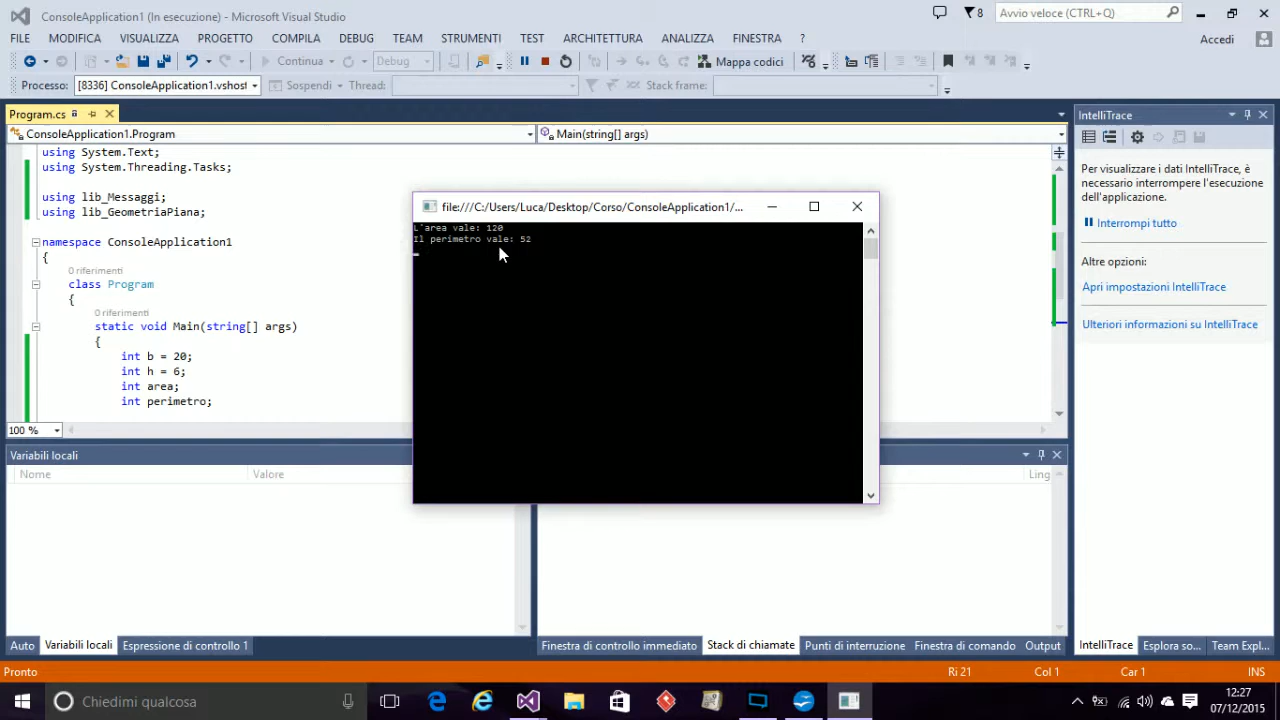 ConsoleApplication1 (In esecuzione) - Microsoft Visual Studio
8
Avvio veloce (CTRL+Q)
FILE MODIFICA VISUALIZZA PROGETTO COMPILA DEBUG TEAM STRUMENTI TEST ARCHITETTURA ANALIZZA FINESTRA ?
Accedi
Continua Debug Mappa codici
Processo: [8336] ConsoleApplication1.vshost Sospendi Thread: Stack frame:
Program.cs
ConsoleApplication1.Program
Main(string[] args)
using System.Text;
using System.Threading.Tasks;
using lib_Messaggi;
using lib_GeometriaPiana;
namespace ConsoleApplication1
{
0 riferimenti
class Program
{
0 riferimenti
static void Main(string[] args)
{
int b = 20;
int h = 6;
int area;
int perimetro;
100 %
file:///C:/Users/Luca/Desktop/Corso/ConsoleApplication1/...
L'area vale: 120
Il perimetro vale: 52
IntelliTrace
Per visualizzare i dati IntelliTrace, è
necessario interrompere l'esecuzione
dell'applicazione.
Interrompi tutto
Altre opzioni:
Apri impostazioni IntelliTrace
Ulteriori informazioni su IntelliTrace
Variabili locali
Nome Valore
Ling
Auto Variabili locali Espressione di controllo 1
Finestra di controllo immediato Stack di chiamate Punti di interruzione Finestra di comando Output
IntelliTrace Esplora so... Team Expl...
Pronto Ri 21 Col 1 Car 1 INS
Chiedimi qualcosa
12:27
07/12/2015